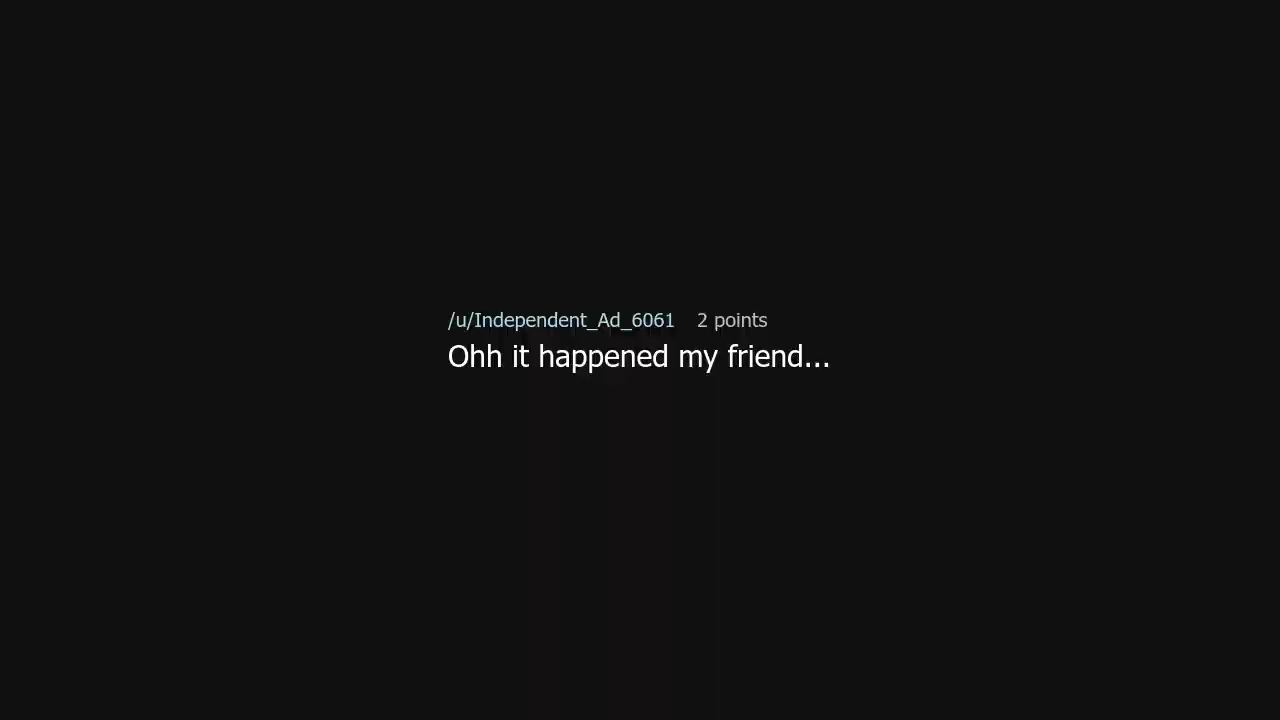 /u/Independent_Ad_6061 2 points
Ohh it happened my friend...